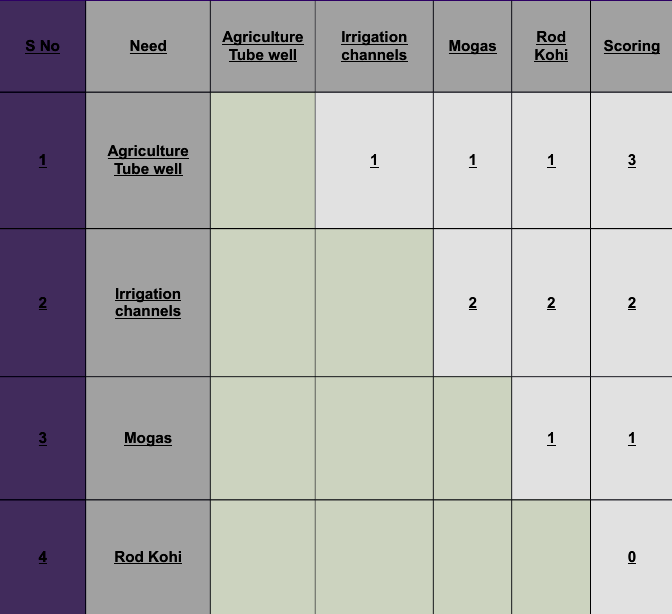 S No Need Agriculture Tube well Irrigation channels Mogas Rod Kohi Scoring
1 Agriculture Tube well 1 1 1 3
2 Irrigation channels 2 2 2
3 Mogas 1 1
4 Rod Kohi 0